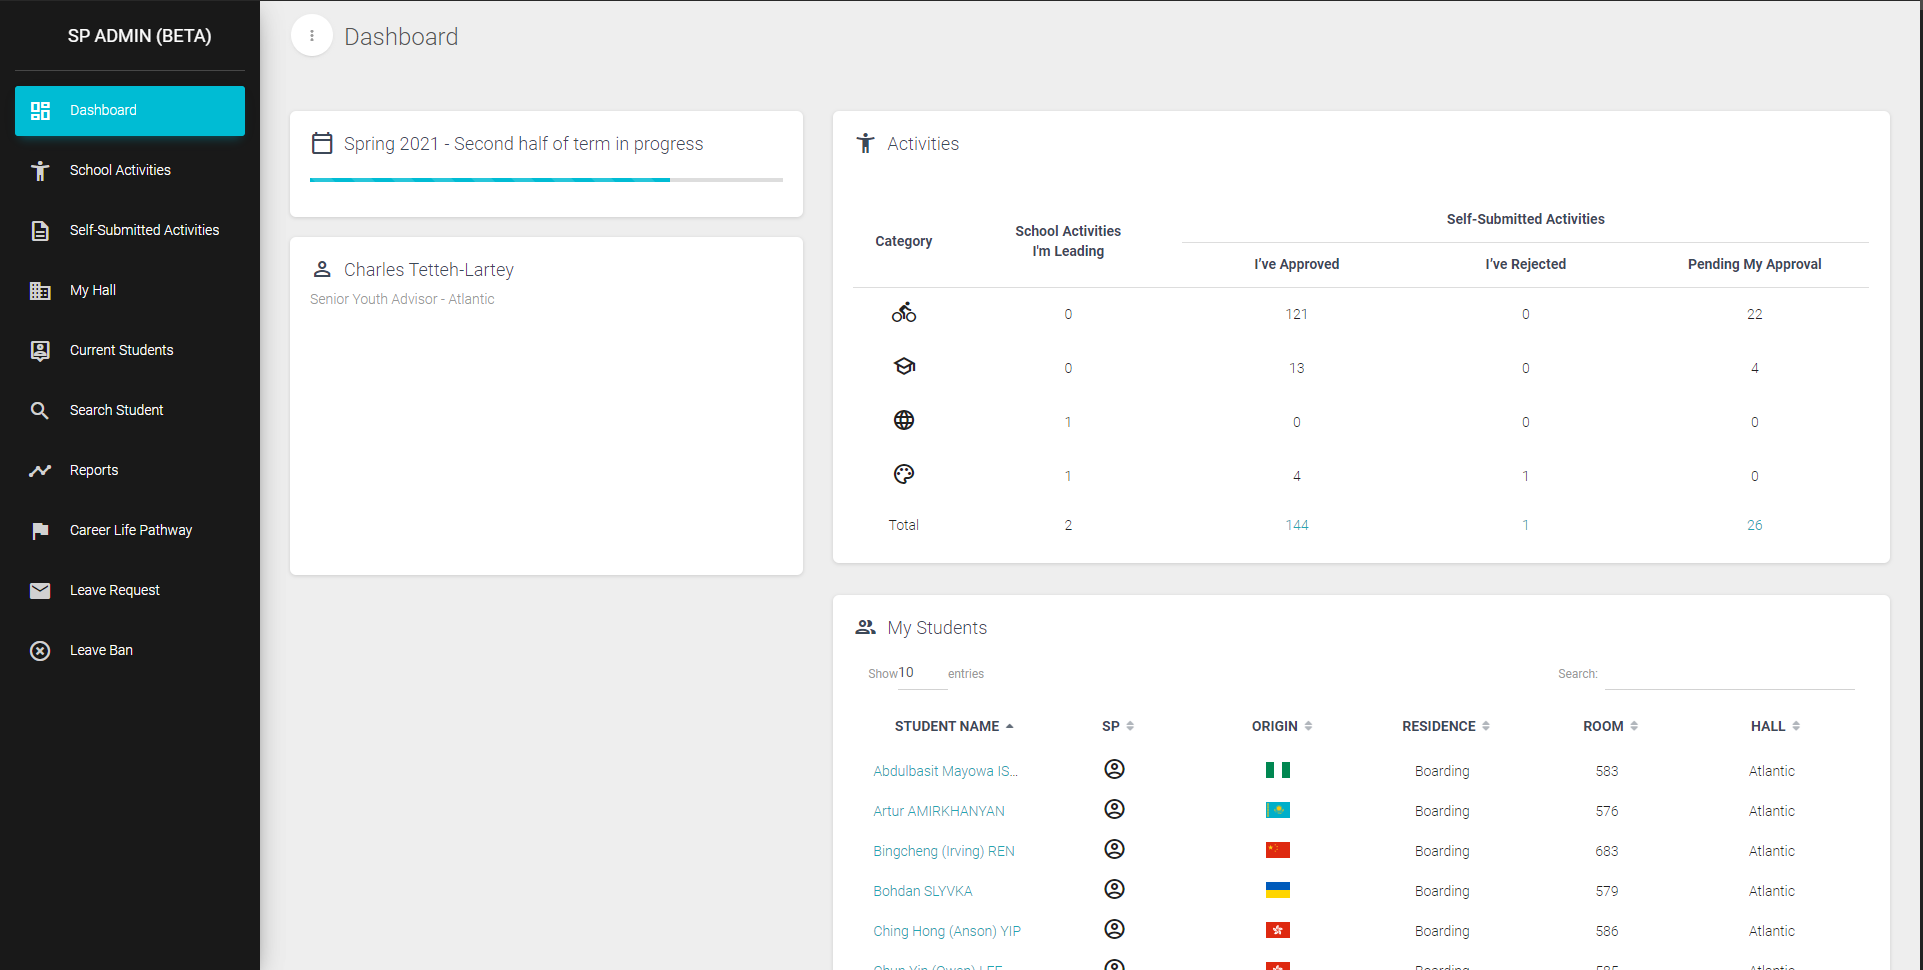 SP ADMIN (BETA)
Dashboard
School Activities
Self-Submitted Activities
My Hall
Current Students
Search Student
Reports
Career Life Pathway
Leave Request
Leave Ban
Dashboard
Spring 2021 - Second half of term in progress
Charles Tetteh-Lartey
Senior Youth Advisor - Atlantic
Activities
Category School Activities I'm Leading Self-Submitted Activities
I've Approved I've Rejected Pending My Approval
0 121 0 22
0 13 0 4
1 0 0 0
1 4 1 0
Total 2 144 1 26
My Students
Show 10 entries Search:
STUDENT NAME SP ORIGIN RESIDENCE ROOM HALL
Abdulbasit Mayowa IS... Boarding 583 Atlantic
Artur AMIRKHANYAN Boarding 576 Atlantic
Bingcheng (Irving) REN Boarding 683 Atlantic
Bohdan SLYVKA Boarding 579 Atlantic
Ching Hong (Anson) YIP Boarding 586 Atlantic